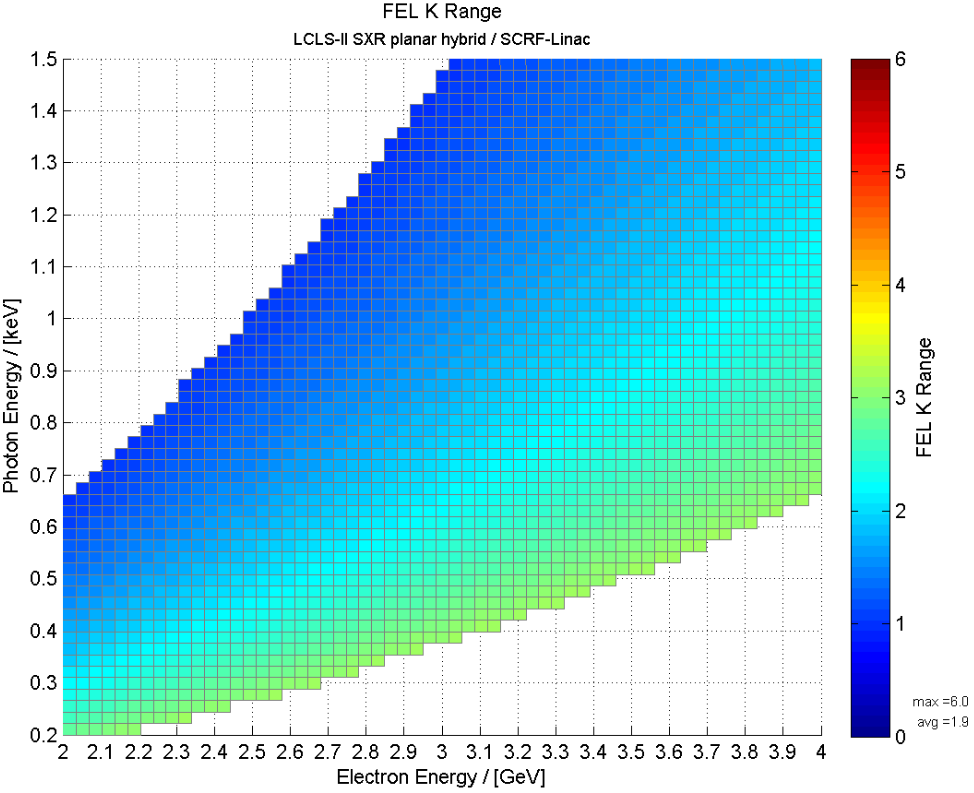 FEL K Range
LCLS-II SXR planar hybrid / SCRF-Linac
1.5
1.4
1.3
1.2
1.1
1
0.9
0.8
0.7
0.6
0.5
0.4
0.3
0.2
Photon Energy / [keV]
2 2.1 2.2 2.3 2.4 2.5 2.6 2.7 2.8 2.9 3 3.1 3.2 3.3 3.4 3.5 3.6 3.7 3.8 3.9 4
Electron Energy / [GeV]
6
5
4
3
2
1
0
FEL K Range
max =6.0
avg =1.9